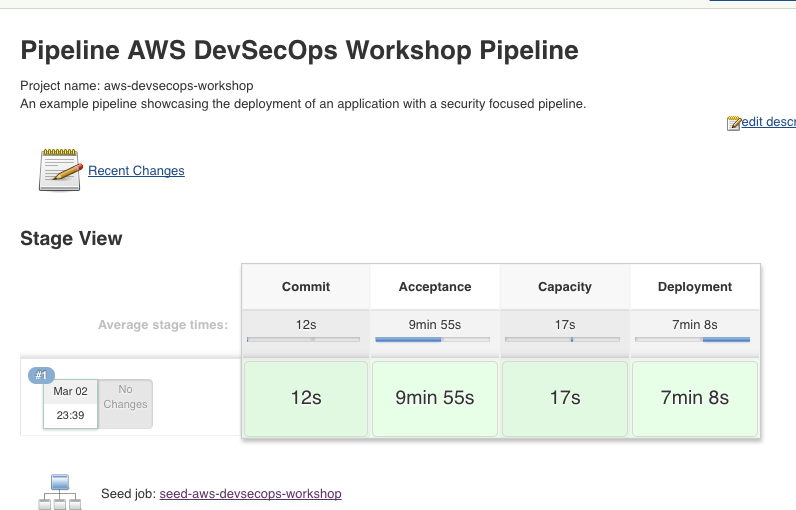 Pipeline AWS DevSecOps Workshop Pipeline
Project name: aws-devsecops-workshop
An example pipeline showcasing the deployment of an application with a security focused pipeline.
edit descr
Recent Changes
Stage View
Commit Acceptance Capacity Deployment
Average stage times: 12s 9min 55s 17s 7min 8s
#1
Mar 02 No
Changes
23:39
12s 9min 55s 17s 7min 8s
Seed job: seed-aws-devsecops-workshop